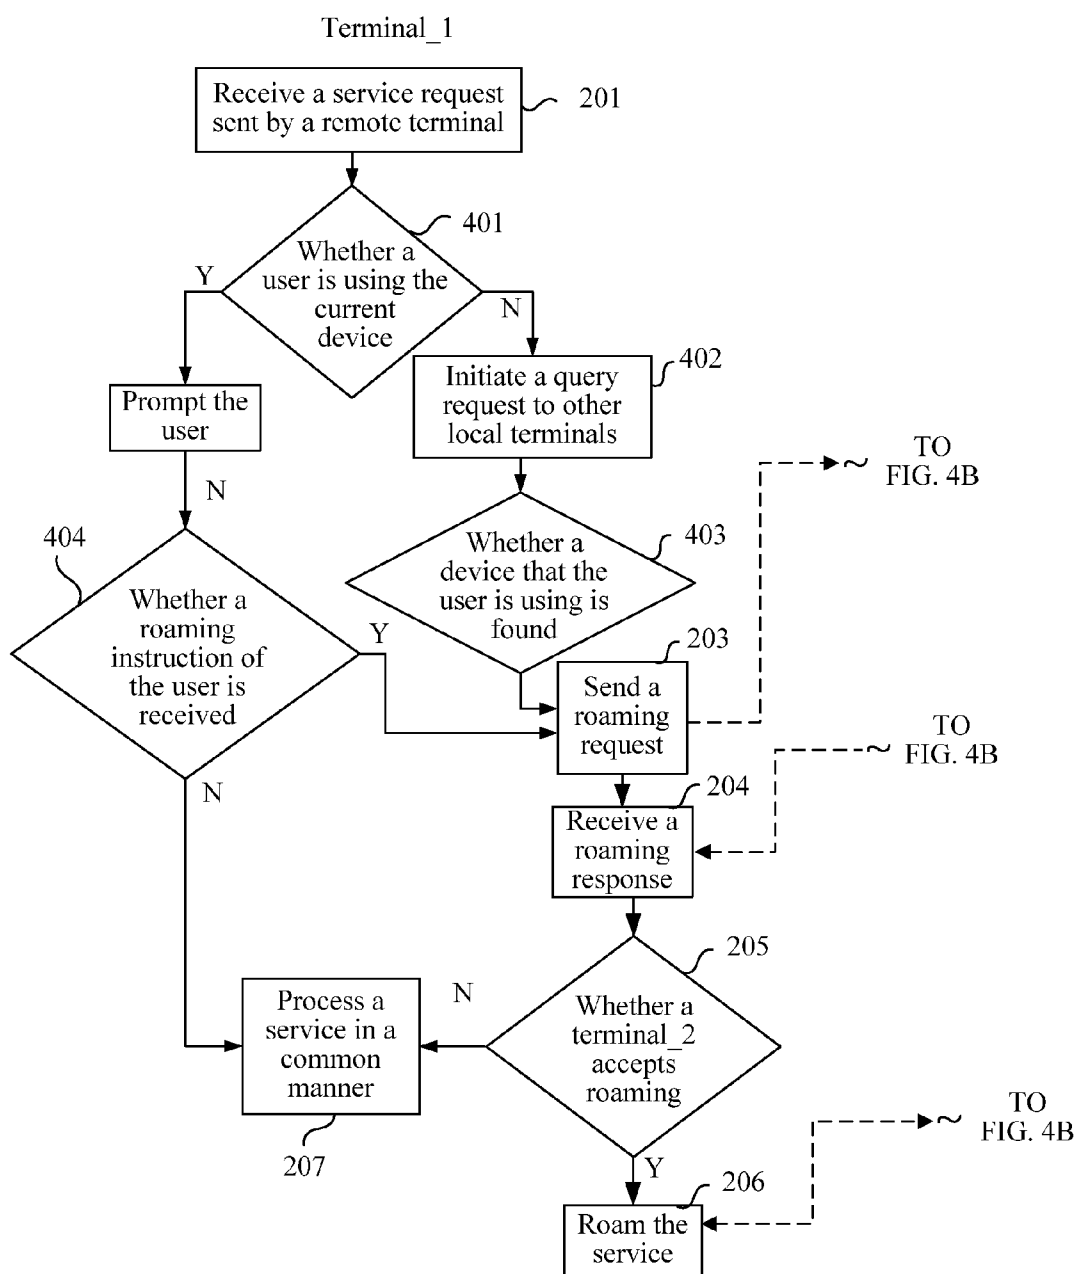 Terminal_1
Receive a service request
sent by a remote terminal
201
401
Whether a
user is using the
current
device
Y
N
402
Initiate a query
request to other
local terminals
Prompt the
user
TO
FIG. 4B
N
404
403
Whether a
device that the
user is using is
found
Whether a
roaming
instruction of
the user is
received
Y
203
Send a
roaming
request
TO
FIG. 4B
N
204
Receive a
roaming
response
205
Whether a
terminal_2
accepts
roaming
N
Process a
service in a
common
manner
207
TO
FIG. 4B
Y
206
Roam the
service